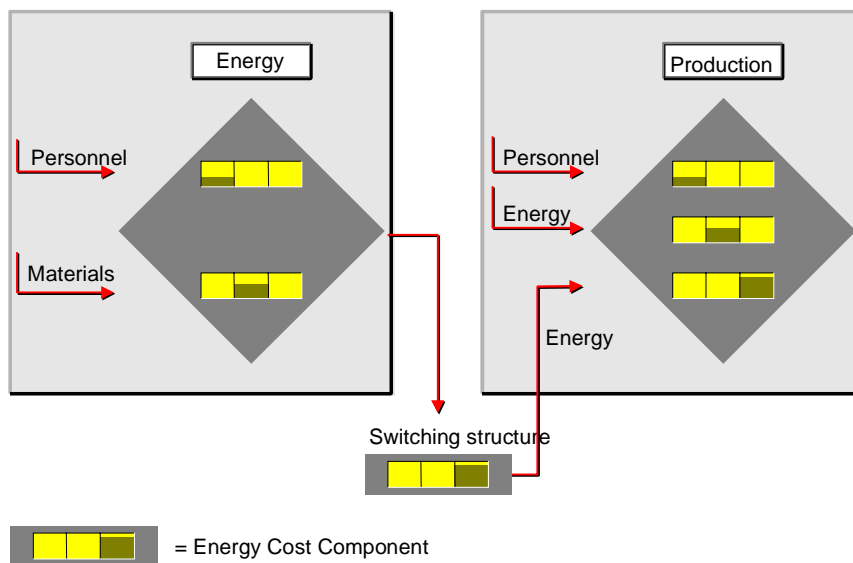 Energy
Personnel
Materials
Production
Personnel
Energy
Energy
Switching structure
= Energy Cost Component